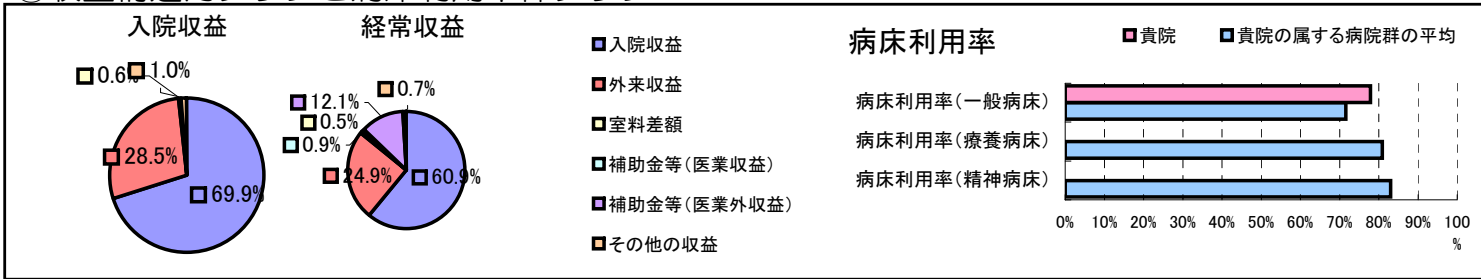 入院収益
0.6%
1.0%
28.5%
69.9%
経常収益
0.7%
12.1%
0.5%
0.9%
24.9%
60.9%
入院収益
外来収益
室料差額
補助金等(医業収益)
補助金等(医業外収益)
その他の収益
病床利用率
貴院 貴院の属する病院群の平均
病床利用率(一般病床)
病床利用率(療養病床)
病床利用率(精神病床)
0% 10% 20% 30% 40% 50% 60% 70% 80% 90% 100
%